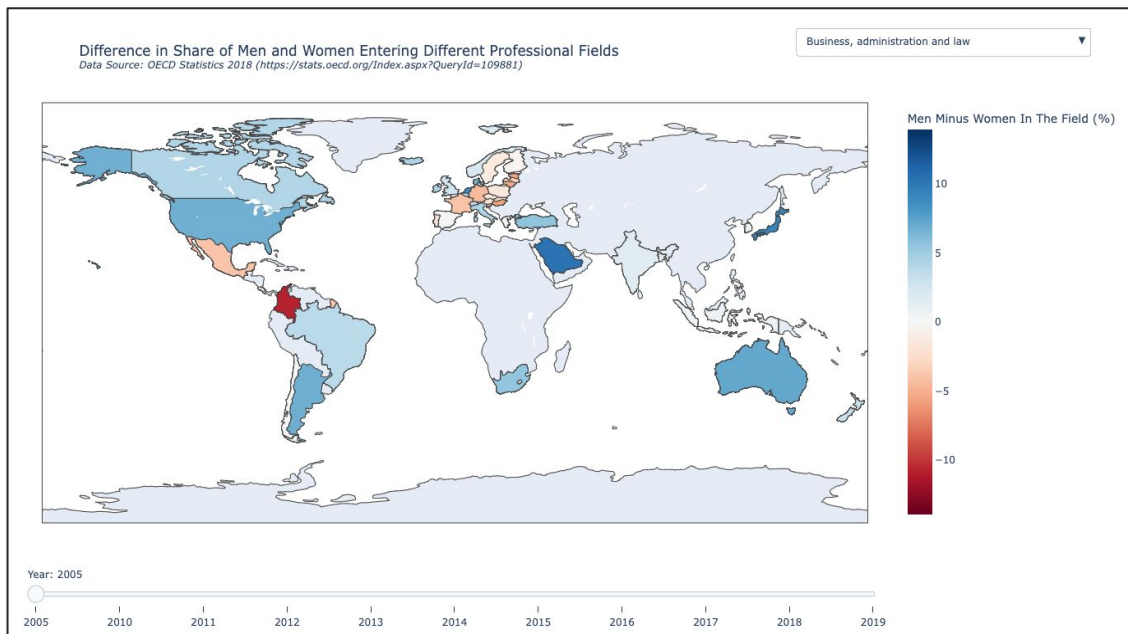 Difference in Share of Men and Women Entering Different Professional Fields
Data Source: OECD Statistics 2018 (https://stats.oecd.org/Index.aspx?QueryId=109881)
Business, administration and law
Men Minus Women In The Field (%)
10
5
0
−5
−10
Year: 2005
2005 2010 2011 2012 2013 2014 2015 2016 2017 2018 2019